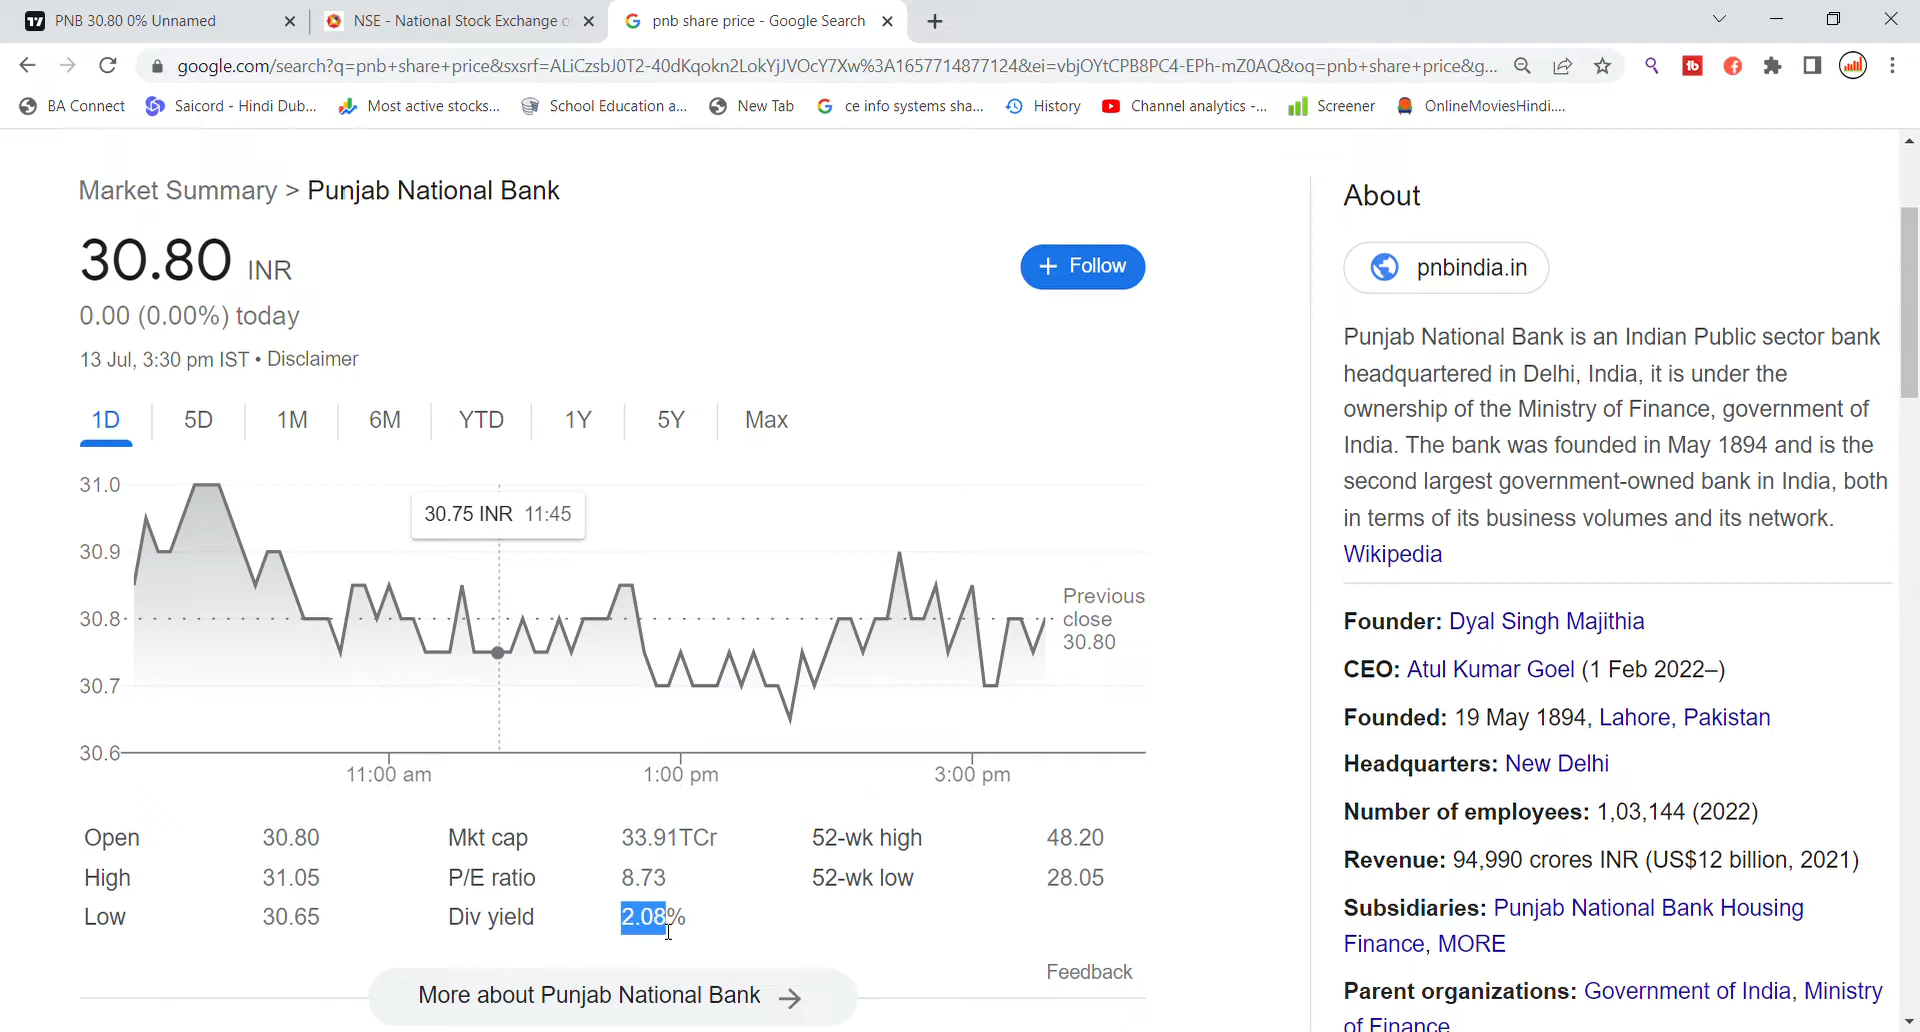 PNB 30.80 0% Unnamed
NSE - National Stock Exchange o
pnb share price - Google Search
google.com/search?q=pnb+share+price&sxsrf=ALiCzsbJ0T2-40dKqokn2LokYjJVOcY7Xw%3A1657714877124&ei=vbjOYtCPB8PC4-EPh-mZ0AQ&oq=pnb+share+price&g...
BA Connect
Saicord - Hindi Dub...
Most active stocks...
School Education a...
New Tab
ce info systems sha...
History
Channel analytics -...
Screener
OnlineMoviesHindi....
Market Summary > Punjab National Bank
30.80 INR
+ Follow
0.00 (0.00%) today
13 Jul, 3:30 pm IST • Disclaimer
1D 5D 1M 6M YTD 1Y 5Y Max
31.0
30.9
30.8
30.7
30.6
30.75 INR 11:45
Previous
close
30.80
11:00 am 1:00 pm 3:00 pm
Open 30.80 Mkt cap 33.91TCr 52-wk high 48.20
High 31.05 P/E ratio 8.73 52-wk low 28.05
Low 30.65 Div yield 2.08%
Feedback
More about Punjab National Bank
About
pnbindia.in
Punjab National Bank is an Indian Public sector bank
headquartered in Delhi, India, it is under the
ownership of the Ministry of Finance, government of
India. The bank was founded in May 1894 and is the
second largest government-owned bank in India, both
in terms of its business volumes and its network.
Wikipedia
Founder: Dyal Singh Majithia
CEO: Atul Kumar Goel (1 Feb 2022–)
Founded: 19 May 1894, Lahore, Pakistan
Headquarters: New Delhi
Number of employees: 1,03,144 (2022)
Revenue: 94,990 crores INR (US$12 billion, 2021)
Subsidiaries: Punjab National Bank Housing
Finance, MORE
Parent organizations: Government of India, Ministry
of Finance